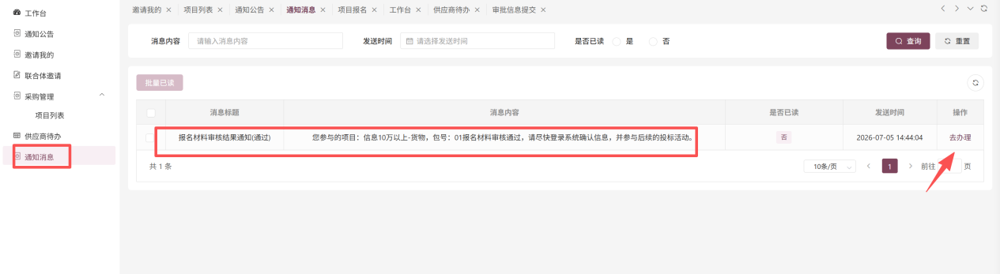 工作台
通知公告
邀请我的
联合体邀请
采购管理
项目列表
供应商待办
通知消息
邀请我的 × 项目列表 × 通知公告 × 通知消息 × 项目报名 × 工作台 × 供应商待办 × 审批信息提交 ×
消息内容 请输入消息内容 发送时间 请选择发送时间 是否已读 是 否 查询 重置
批量已读
消息标题 消息内容 是否已读 发送时间 操作
报名材料审核结果通知(通过) 您参与的项目：信息10万以上-货物，包号：01报名材料审核通过，请尽快登录系统确认信息，并参与后续的投标活动。 否 2026-07-05 14:44:04 去办理
共 1 条 10条/页 1 前往 页